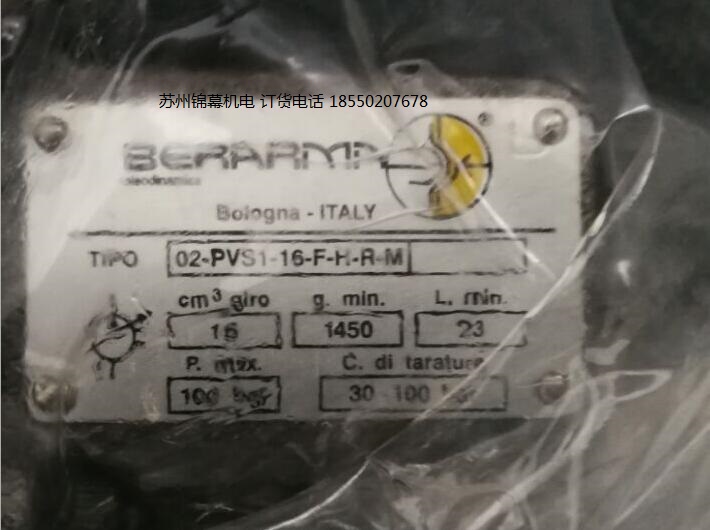 苏州锦幕机电 订货电话 18550207678
BERARMA
®
oleodinamica
Bologna - ITALY
TIPO 02-PVS1-16-F-H-R-M
cm³ giro g. min. L. min.
16 1450 23
P. max. C. di taratura
100 bar 30 - 100 bar